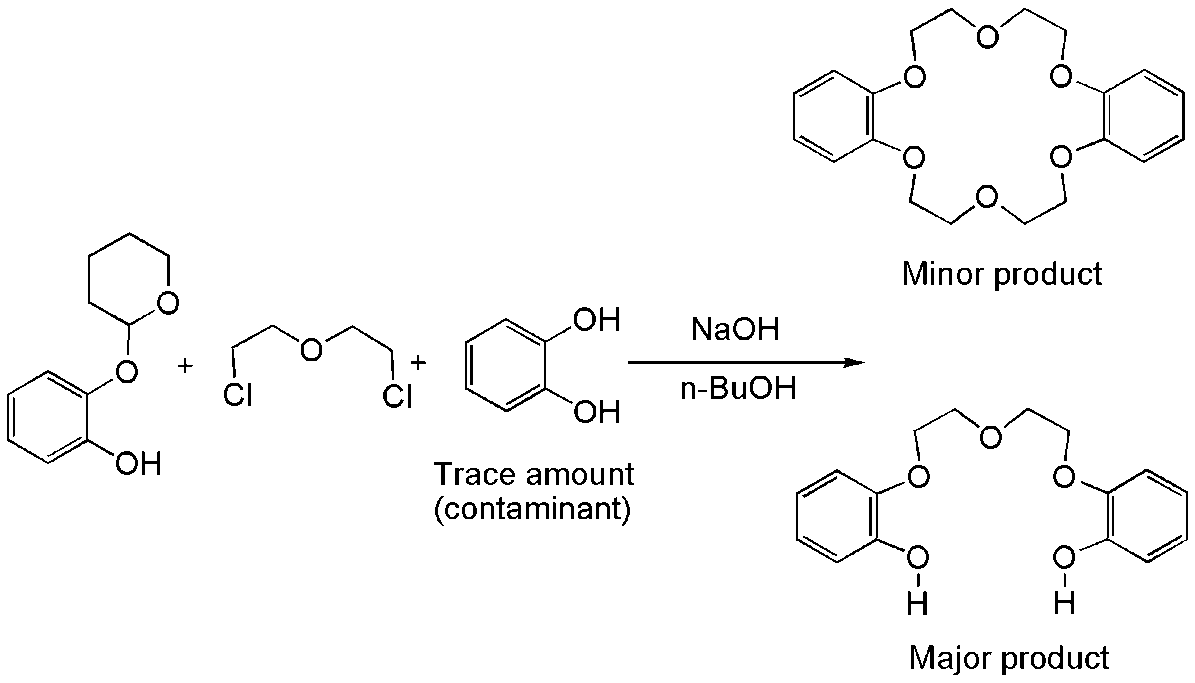 O
O
O
O
O
O
Minor product
O
O
OH
+
O
Cl
Cl
+
OH
OH
Trace amount
(contaminant)
NaOH
n-BuOH
O
O
O
O
H
O
H
Major product